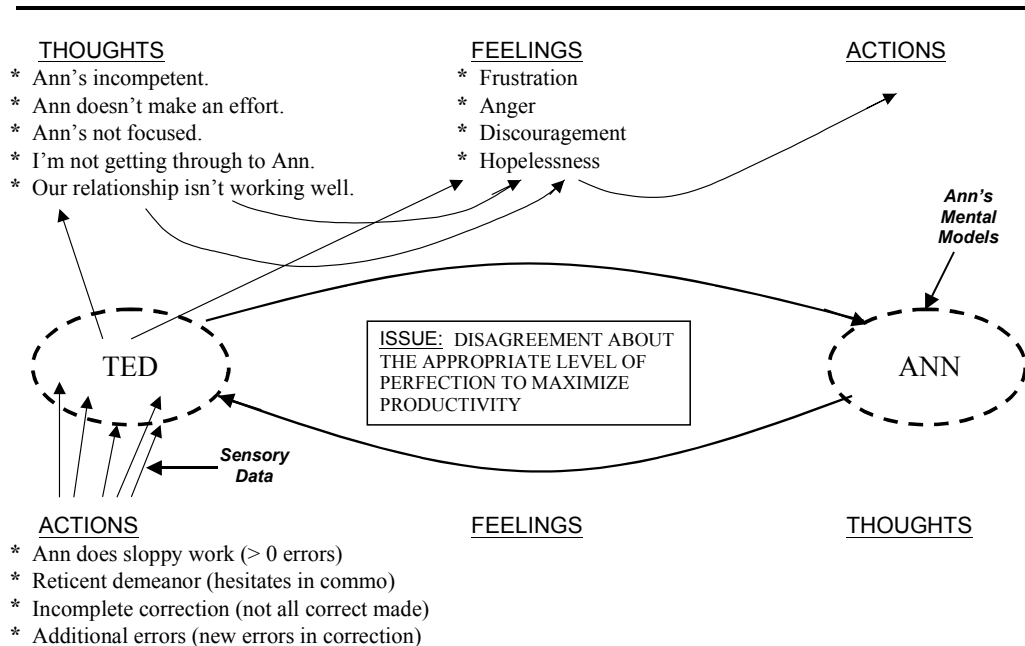 THOUGHTS
* Ann's incompetent.
* Ann doesn't make an effort.
* Ann's not focused.
* I'm not getting through to Ann.
* Our relationship isn't working well.
FEELINGS
* Frustration
* Anger
* Discouragement
* Hopelessness
ACTIONS
Ann's
Mental
Models
TED
ISSUE: DISAGREEMENT ABOUT
THE APPROPRIATE LEVEL OF
PERFECTION TO MAXIMIZE
PRODUCTIVITY
ANN
Sensory
Data
ACTIONS
* Ann does sloppy work (> 0 errors)
* Reticent demeanor (hesitates in commo)
* Incomplete correction (not all correct made)
* Additional errors (new errors in correction)
FEELINGS
THOUGHTS